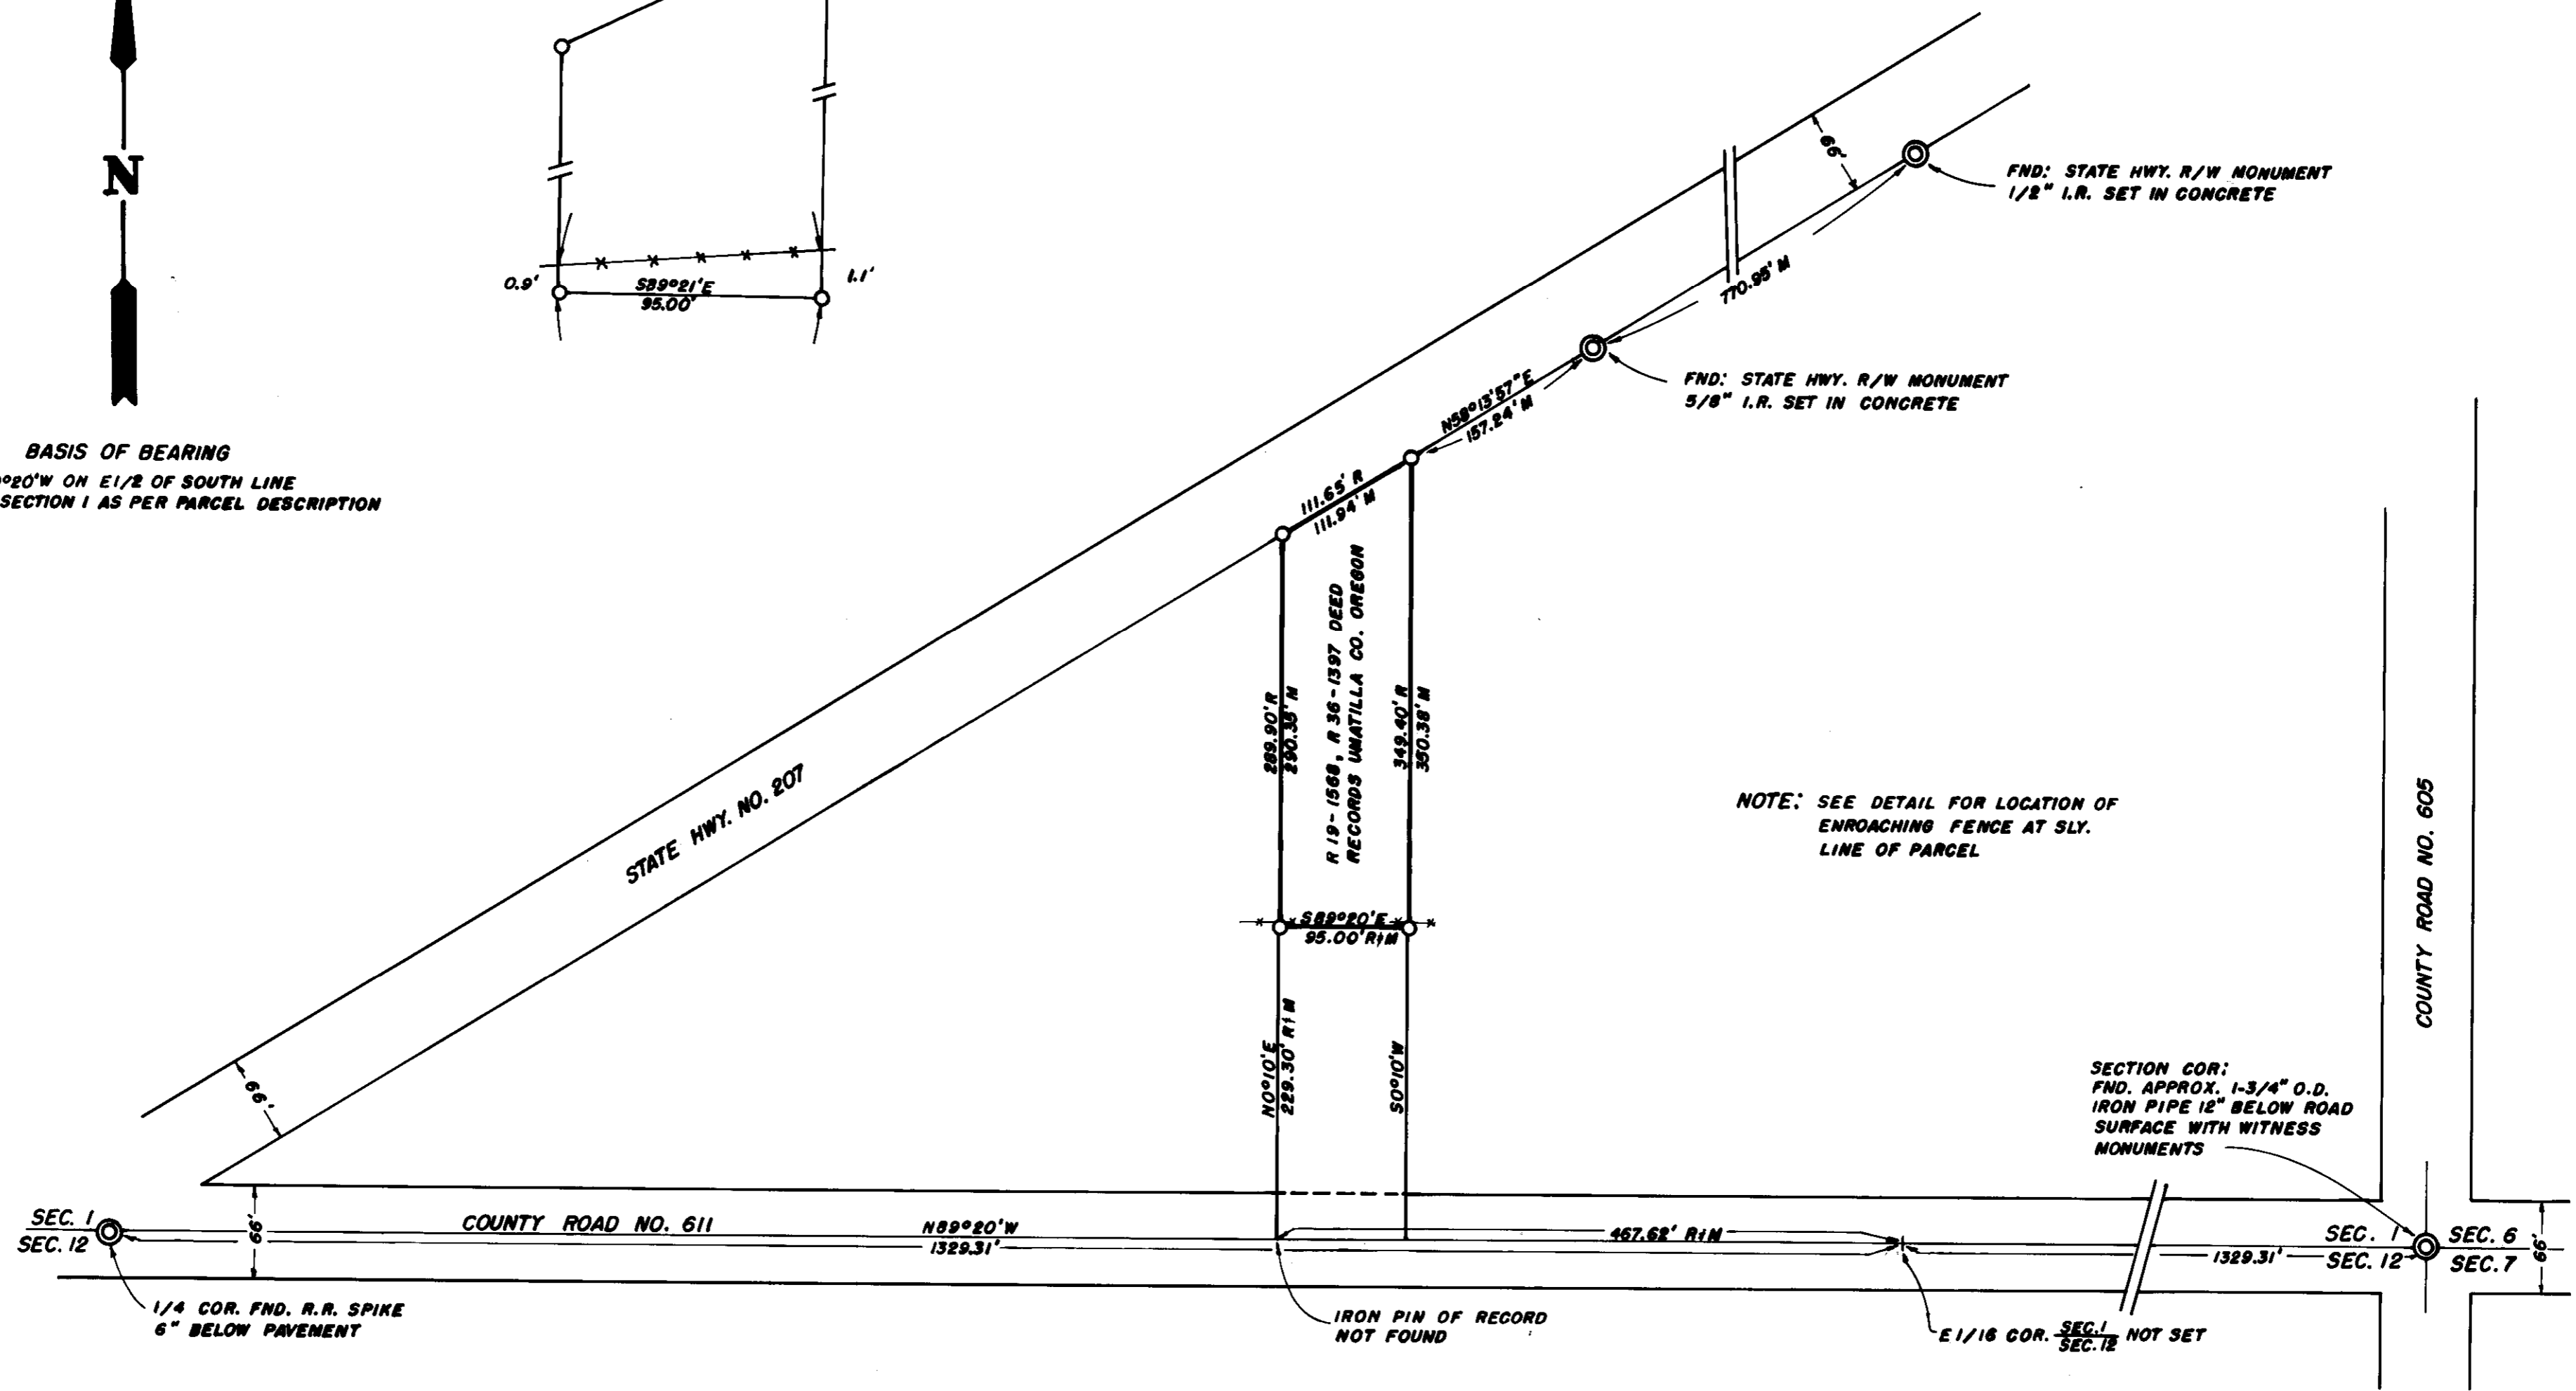 N
BASIS OF BEARING
°20'W ON E1/2 OF SOUTH LINE
SECTION 1 AS PER PARCEL DESCRIPTION
0.9'
S89°21'E
95.00'
1.1'
66'
FND: STATE HWY. R/W MONUMENT
1/2" I.R. SET IN CONCRETE
770.95' M
FND: STATE HWY. R/W MONUMENT
5/8" I.R. SET IN CONCRETE
N58°13'57"E
157.24' M
111.65' R
111.94' M
289.90' R
290.35' M
R 19-1568, R 36-1397 DEED
RECORDS UMATILLA CO. OREGON
349.40' R
350.38' M
STATE HWY. NO. 207
NOTE: SEE DETAIL FOR LOCATION OF
ENROACHING FENCE AT SLY.
LINE OF PARCEL
COUNTY ROAD NO. 605
S89°20'E
95.00' R&M
N0°10'E
229.30' R&M
S0°10'W
66'
SECTION COR:
FND. APPROX. 1-3/4" O.D.
IRON PIPE 12" BELOW ROAD
SURFACE WITH WITNESS
MONUMENTS
SEC. 1
SEC. 12
66'
COUNTY ROAD NO. 611
N89°20'W
1329.31'
467.62' R&M
1329.31'
SEC. 1
SEC. 12
SEC. 6
SEC. 7
66'
1/4 COR. FND. R.R. SPIKE
6" BELOW PAVEMENT
IRON PIN OF RECORD
NOT FOUND
E 1/16 COR. SEC.1/SEC.12 NOT SET